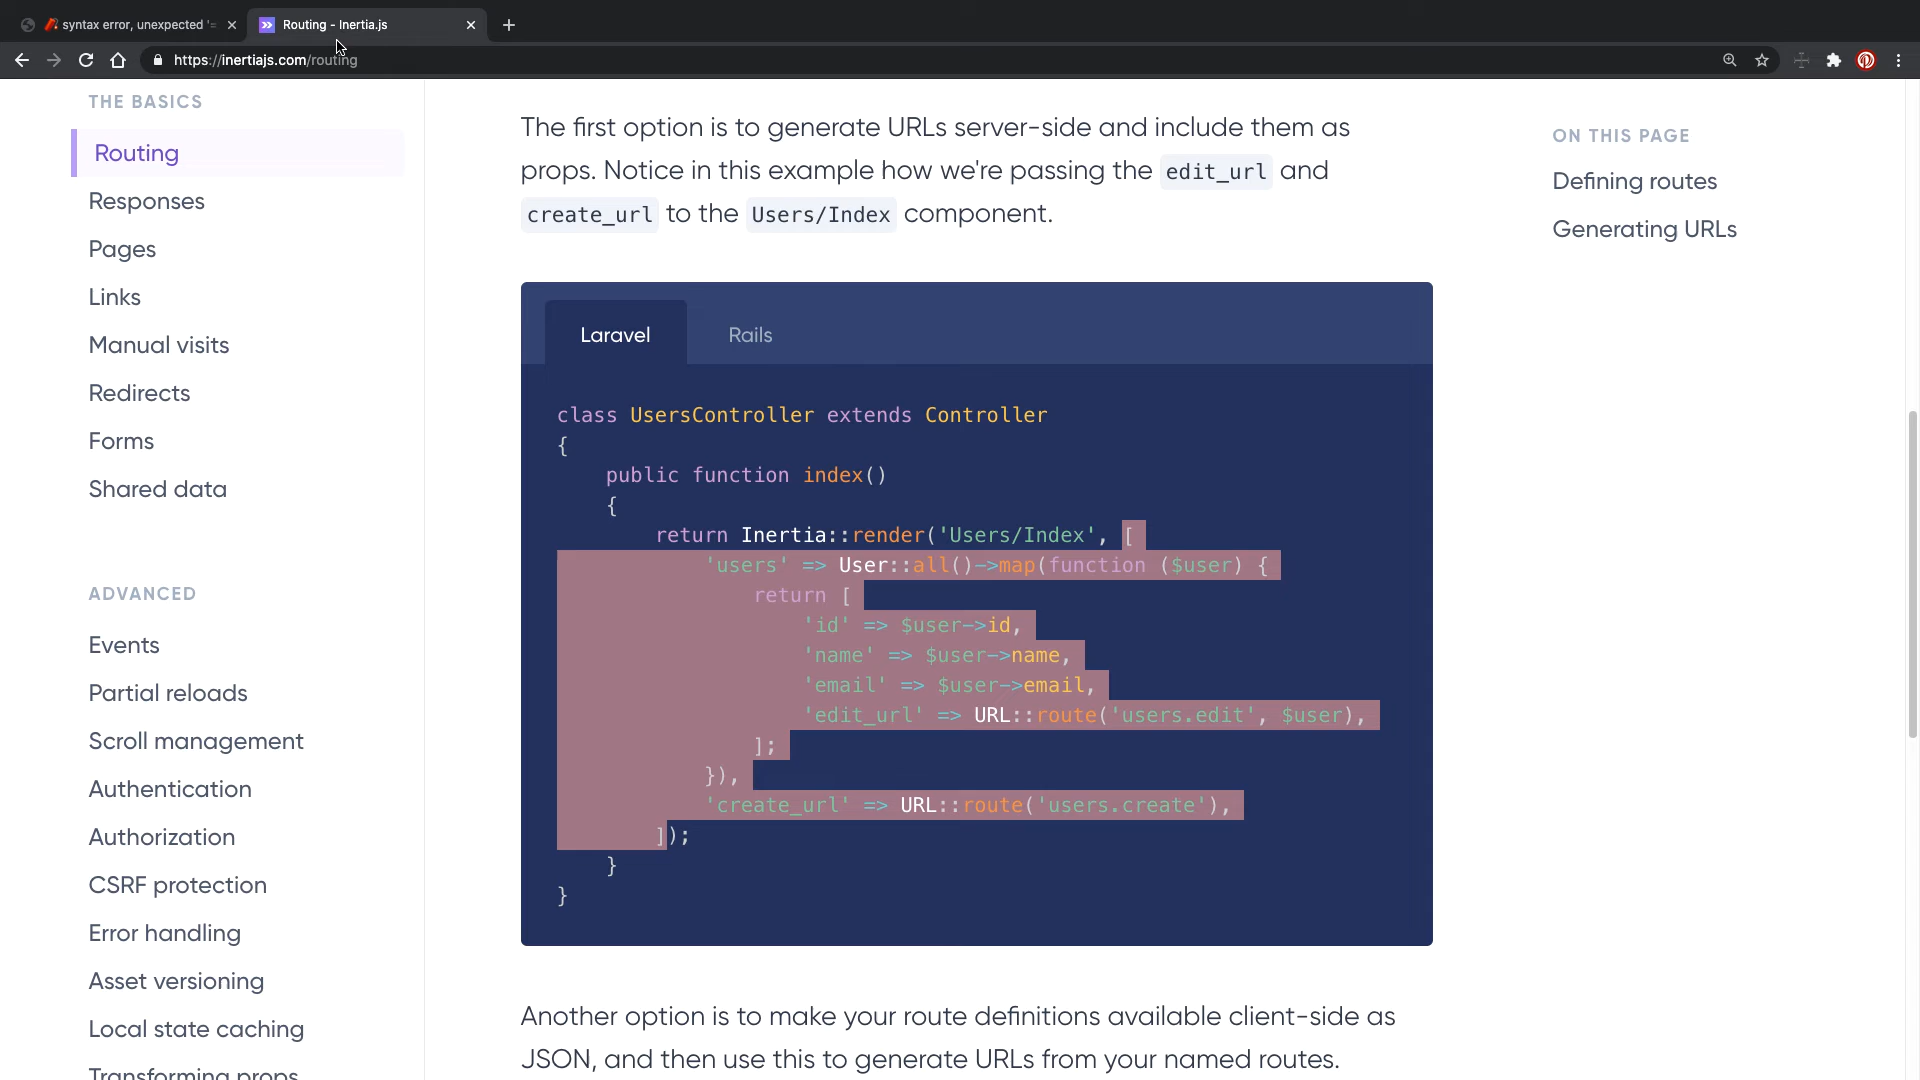 syntax error, unexpected '=
Routing - Inertia.js
https://inertiajs.com/routing
THE BASICS
Routing
Responses
Pages
Links
Manual visits
Redirects
Forms
Shared data
ADVANCED
Events
Partial reloads
Scroll management
Authentication
Authorization
CSRF protection
Error handling
Asset versioning
Local state caching
Transforming props
The first option is to generate URLs server-side and include them as
props. Notice in this example how we're passing the edit_url and
create_url to the Users/Index component.
Laravel
Rails
class UsersController extends Controller
{
    public function index()
    {
        return Inertia::render('Users/Index', [
            'users' => User::all()->map(function ($user) {
                return [
                    'id' => $user->id,
                    'name' => $user->name,
                    'email' => $user->email,
                    'edit_url' => URL::route('users.edit', $user),
                ];
            }),
            'create_url' => URL::route('users.create'),
        ]);
    }
}
Another option is to make your route definitions available client-side as
JSON, and then use this to generate URLs from your named routes.
ON THIS PAGE
Defining routes
Generating URLs